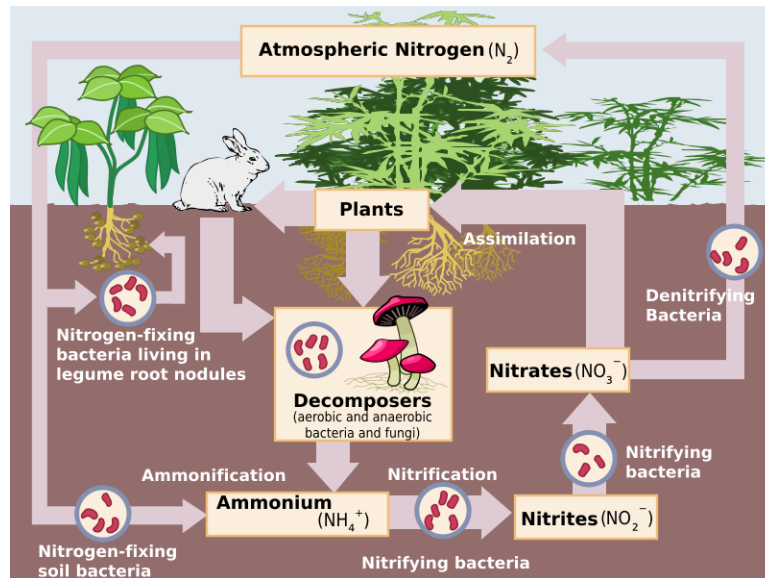 Atmospheric Nitrogen (N₂)
Plants
Assimilation
Denitrifying
Bacteria
Nitrogen-fixing
bacteria living in
legume root nodules
Decomposers
(aerobic and anaerobic
bacteria and fungi)
Nitrates (NO₃⁻)
Nitrifying
bacteria
Ammonification
Nitrification
Ammonium
(NH₄⁺)
Nitrites (NO₂⁻)
Nitrogen-fixing
soil bacteria
Nitrifying bacteria